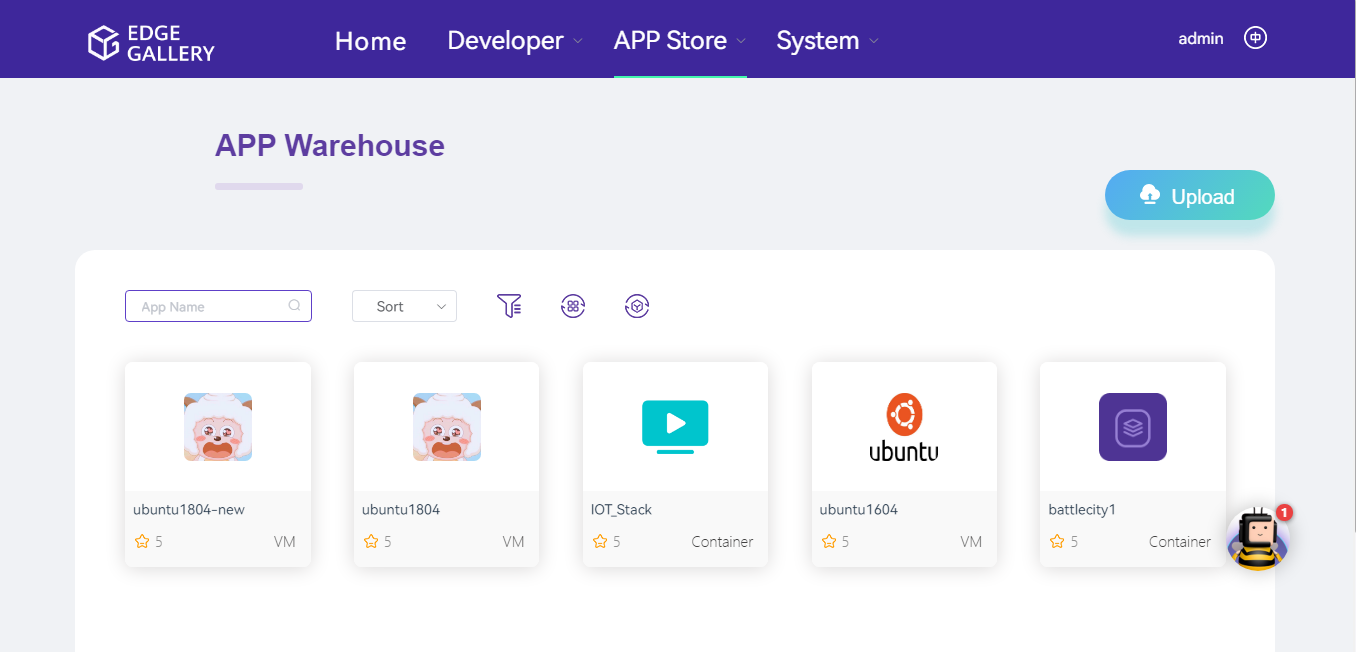 EDGE
GALLERY
Home
Developer
APP Store
System
admin
中
APP Warehouse
Upload
App Name
Sort
ubuntu
ubuntu1804-new
5
VM
ubuntu1804
5
VM
IOT_Stack
5
Container
ubuntu1604
5
VM
battlecity1
5
Container
1